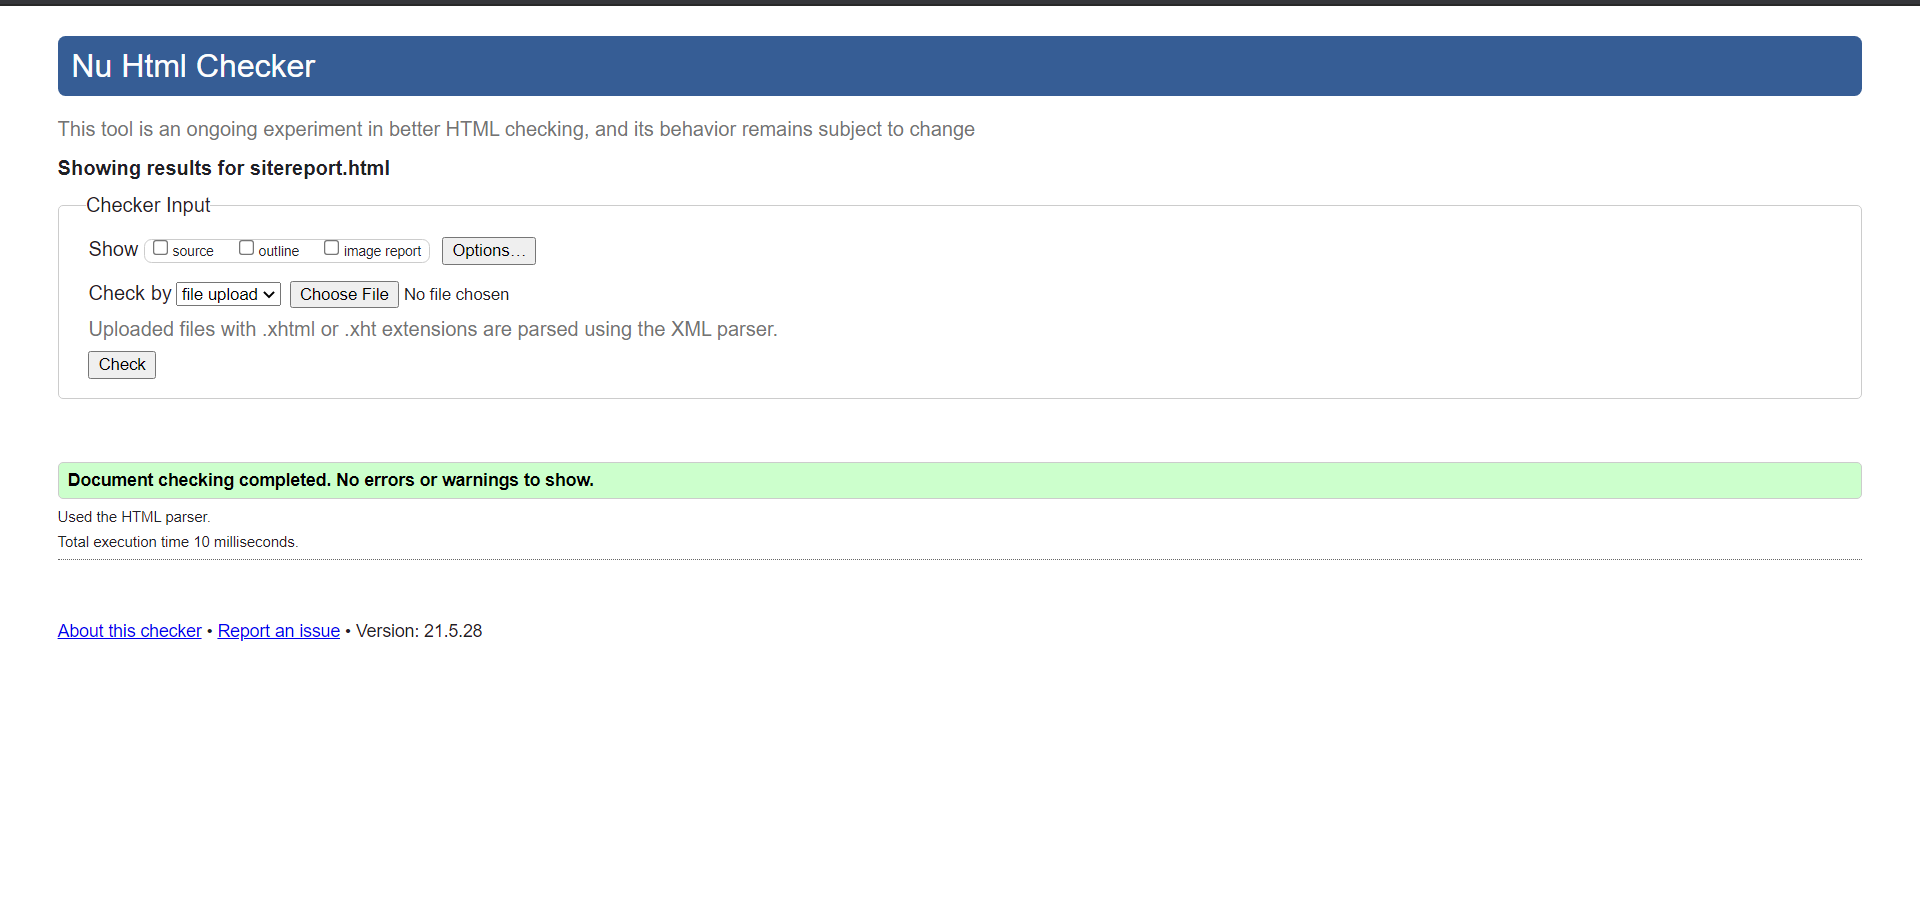 Nu Html Checker
This tool is an ongoing experiment in better HTML checking, and its behavior remains subject to change
Showing results for sitereport.html
Checker Input
Show source outline image report Options…
Check by file upload Choose File No file chosen
Uploaded files with .xhtml or .xht extensions are parsed using the XML parser.
Check
Document checking completed. No errors or warnings to show.
Used the HTML parser.
Total execution time 10 milliseconds.
About this checker • Report an issue • Version: 21.5.28